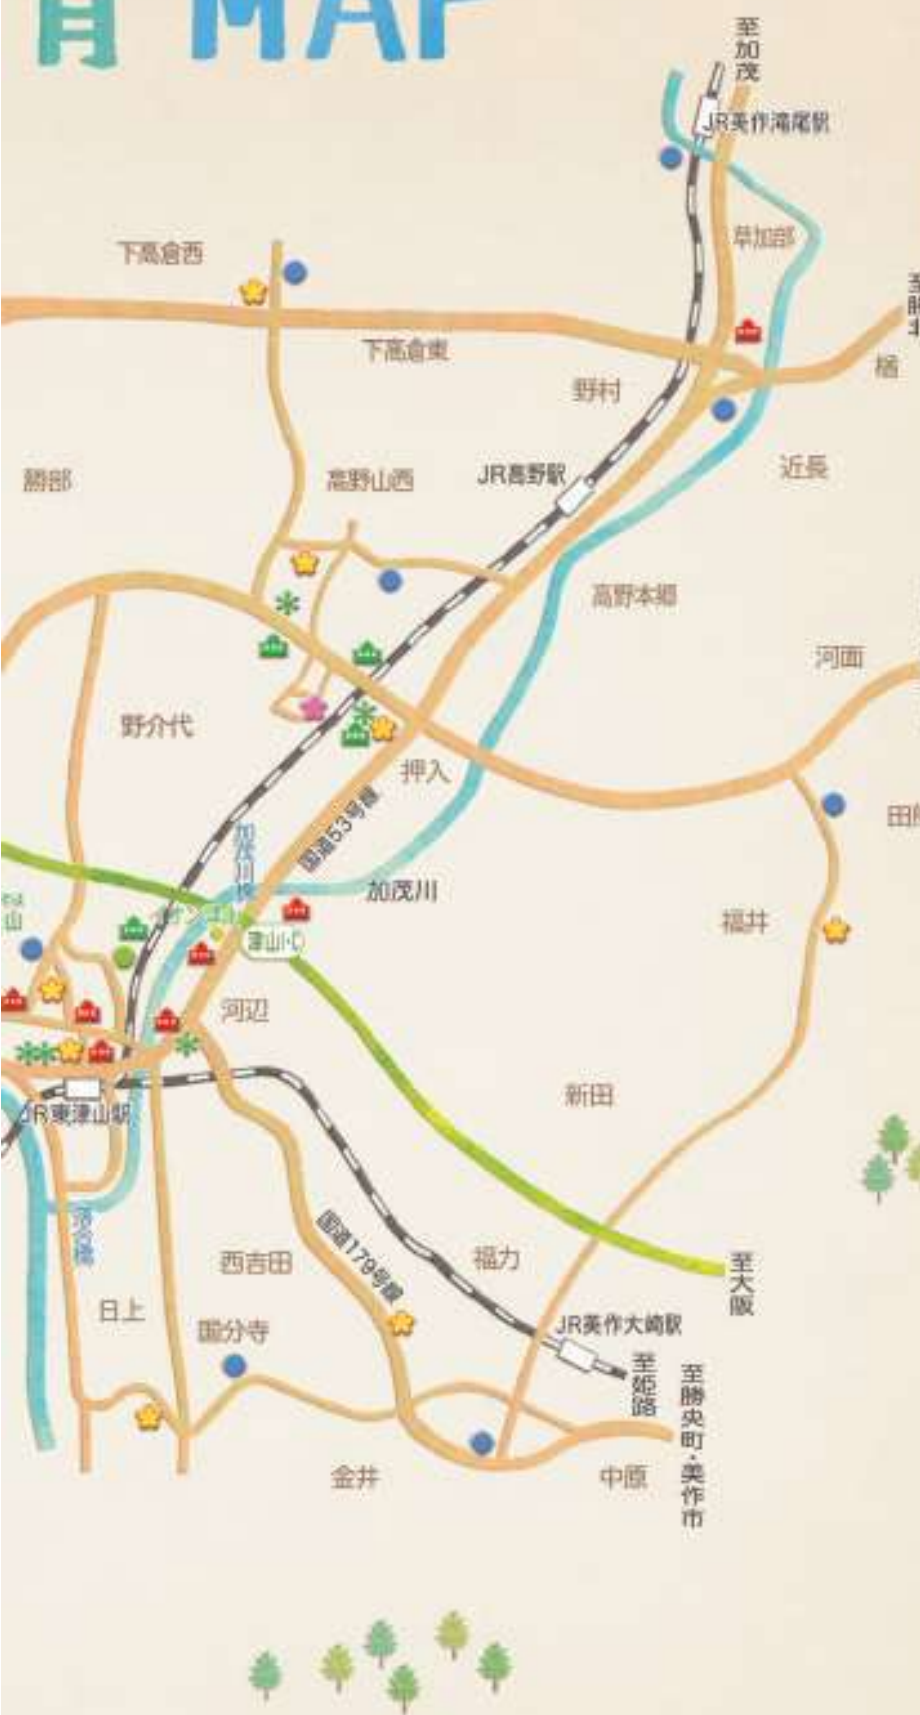 育 MAP
至加茂
JR美作滝尾駅
草加部
下高倉西
下高倉東
野村
楢
勝部
高野山西
JR高野駅
近長
高野本郷
河面
野介代
押入
国道53号線
加茂川
福井
津山I・C
河辺
新田
JR東津山駅
西吉田
国道179号線
福力
至大阪
日上
国分寺
JR美作大崎駅
至姫路
至勝央町・美作市
金井
中原